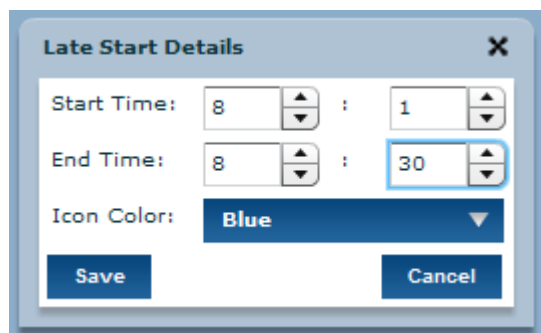 Late Start Details
Start Time: 8 : 1
End Time: 8 : 30
Icon Color: Blue
Save Cancel